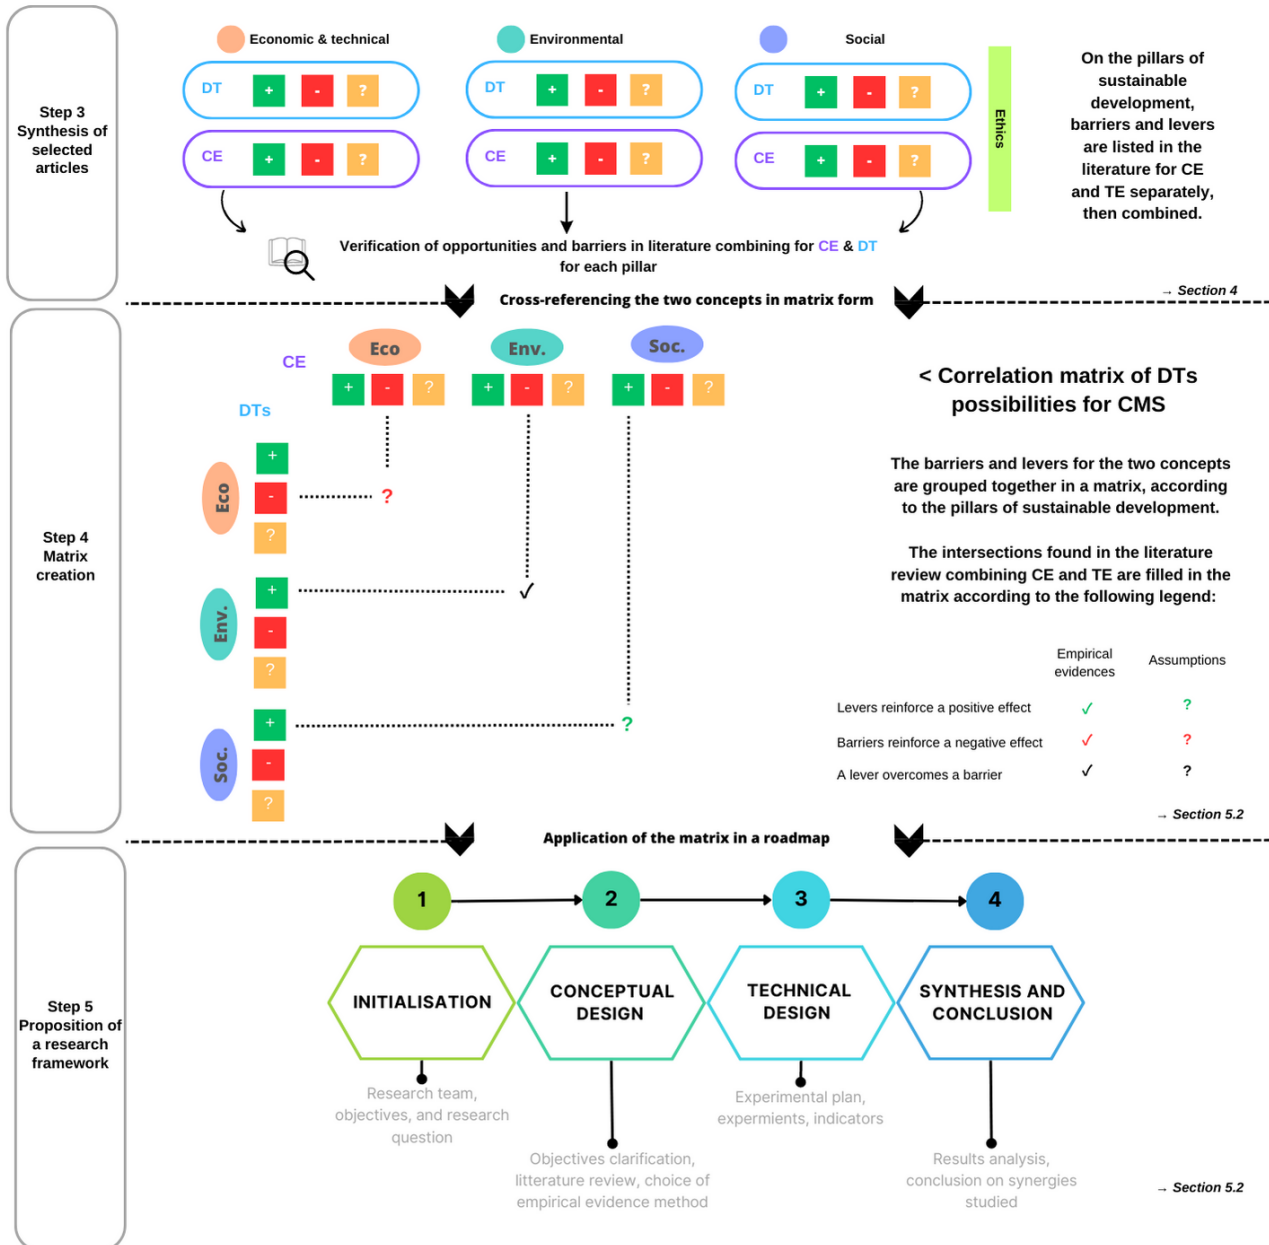 Step 3
Synthesis of
selected
articles
Economic & technical
Environmental
Social
DT
+
-
?
DT
+
-
?
DT
+
-
?
CE
+
-
?
CE
+
-
?
CE
+
-
?
Ethics
On the pillars of
sustainable
development,
barriers and levers
are listed in the
literature for CE
and TE separately,
then combined.
Verification of opportunities and barriers in literature combining for CE & DT
for each pillar
→ Section 4
Cross-referencing the two concepts in matrix form
Step 4
Matrix
creation
CE
Eco
Env.
Soc.
+
-
?
+
-
?
+
-
?
DTs
Eco
+
-
?
?
Env.
+
✓
-
?
Soc.
+
?
-
?
< Correlation matrix of DTs
possibilities for CMS
The barriers and levers for the two concepts
are grouped together in a matrix, according
to the pillars of sustainable development.
The intersections found in the literature
review combining CE and TE are filled in the
matrix according to the following legend:
Empirical
evidences
Assumptions
Levers reinforce a positive effect ✓ ?
Barriers reinforce a negative effect ✓ ?
A lever overcomes a barrier ✓ ?
→ Section 5.2
Application of the matrix in a roadmap
Step 5
Proposition of
a research
framework
1
2
3
4
INITIALISATION
CONCEPTUAL
DESIGN
TECHNICAL
DESIGN
SYNTHESIS AND
CONCLUSION
Research team,
objectives, and research
question
Objectives clarification,
litterature review, choice of
empirical evidence method
Experimental plan,
expermients, indicators
Results analysis,
conclusion on synergies
studied
→ Section 5.2